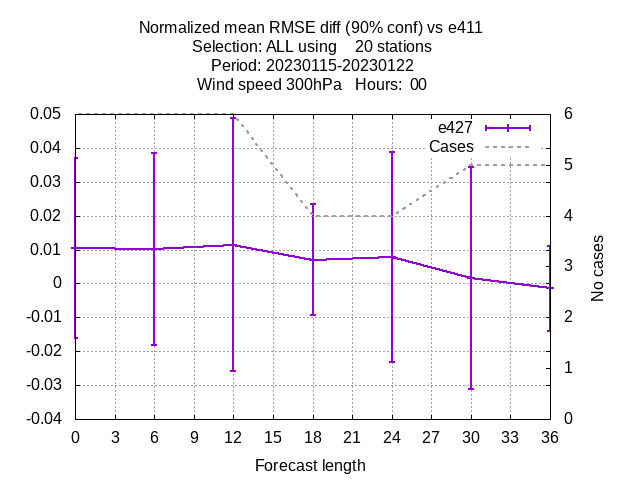 Normalized mean RMSE diff (90% conf) vs e411
Selection: ALL using 20 stations
Period: 20230115-20230122
Wind speed 300hPa Hours: 00
e427
Cases
0.05
0.04
0.03
0.02
0.01
0
-0.01
-0.02
-0.03
-0.04
6
5
4
3
2
1
0
No cases
0 3 6 9 12 15 18 21 24 27 30 33 36
Forecast length